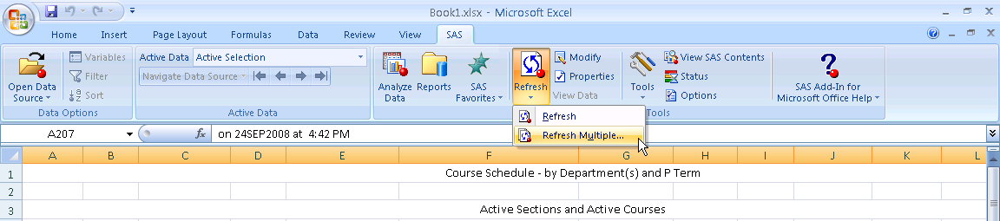 Book1.xlsx - Microsoft Excel
Home Insert Page Layout Formulas Data Review View SAS
Open Data Source
Variables
Filter
Sort
Data Options
Active Data Active Selection
Navigate Data Source
Active Data
Analyze Data
Reports
SAS Favorites
Refresh
Modify
Properties
View Data
Tools
View SAS Contents
Status
Options
Tools
SAS Add-In for Microsoft Office Help
Refresh
Refresh Multiple...
A207 fx on 24SEP2008 at 4:42 PM
A B C D E F G H I J K L
1 Course Schedule - by Department(s) and P Term
2
3 Active Sections and Active Courses